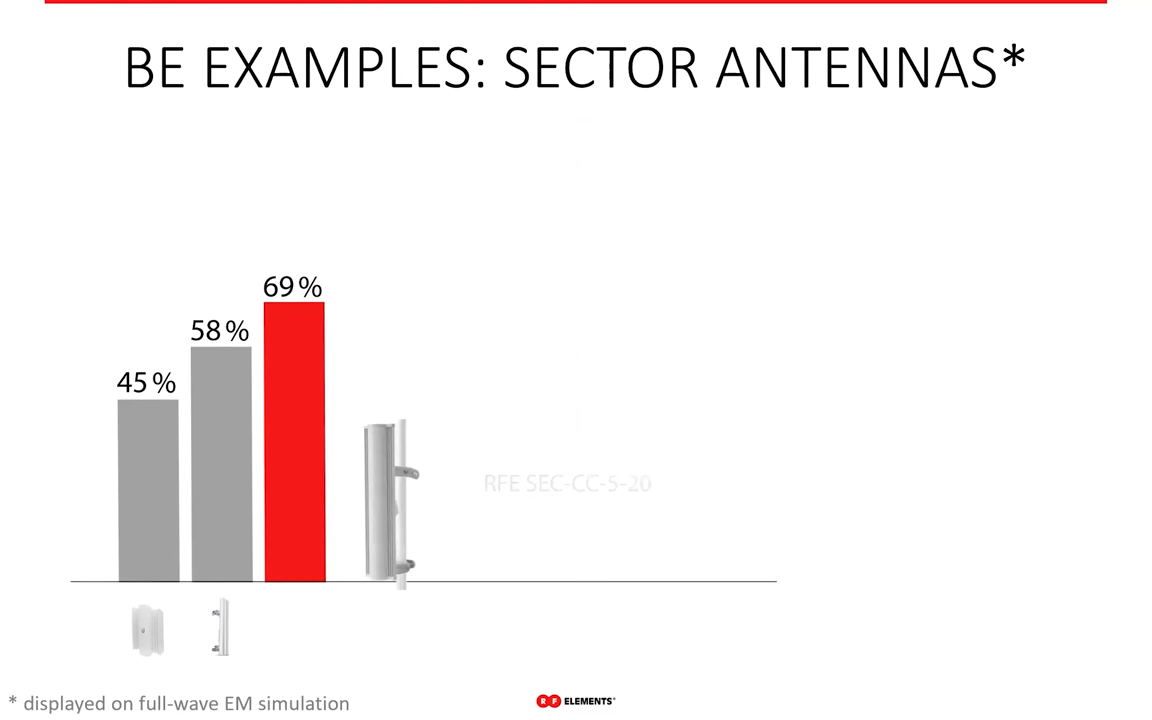 BE EXAMPLES: SECTOR ANTENNAS*
69 %
58 %
45 %
RFE SEC-CC-5-20
* displayed on full-wave EM simulation
RF ELEMENTS®